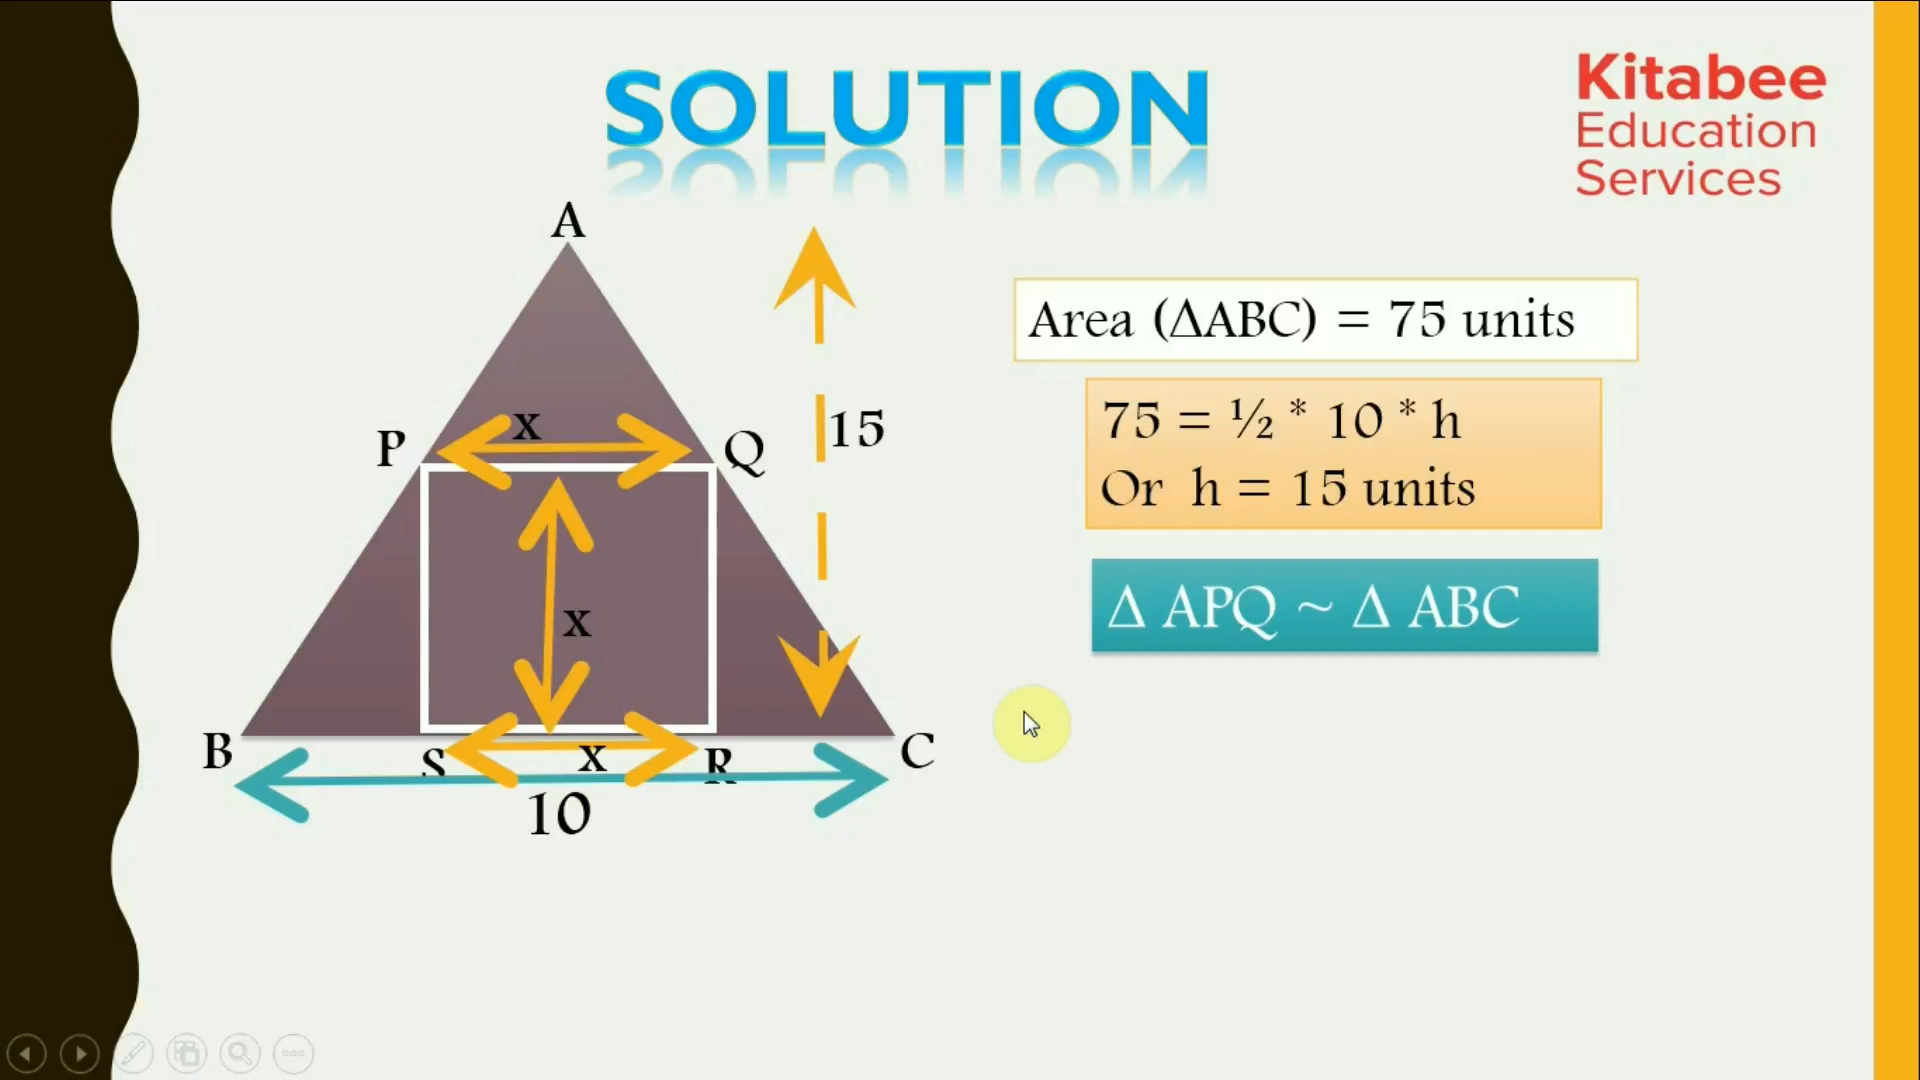 SOLUTION
Kitabee
Education
Services
A
Area (ΔABC) = 75 units
75 = ½ * 10 * h
Or h = 15 units
Δ APQ ~ Δ ABC
P
x
Q
15
x
B
S
x
R
C
10